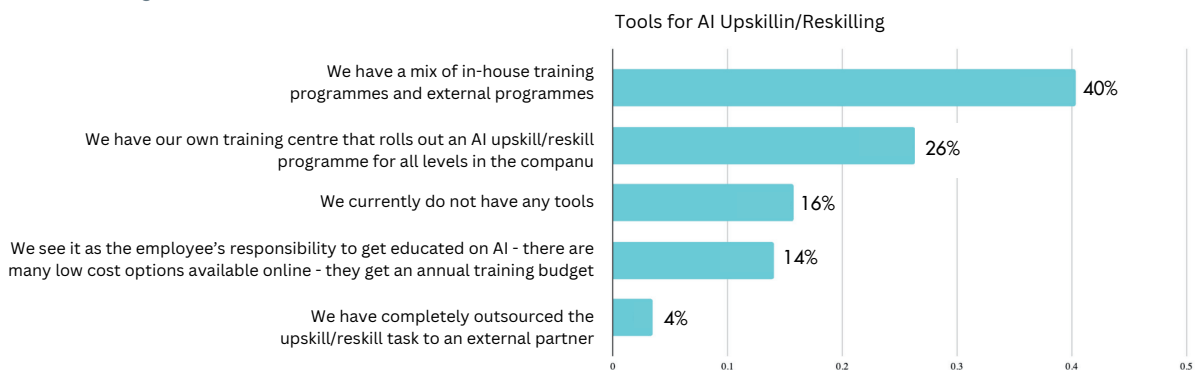 Tools for AI Upskillin/Reskilling
We have a mix of in-house training
programmes and external programmes
40%
We have our own training centre that rolls out an AI upskill/reskill
programme for all levels in the companu
26%
We currently do not have any tools
16%
We see it as the employee’s responsibility to get educated on AI - there are
many low cost options available online - they get an annual training budget
14%
We have completely outsourced the
upskill/reskill task to an external partner
4%
0 0.1 0.2 0.3 0.4 0.5